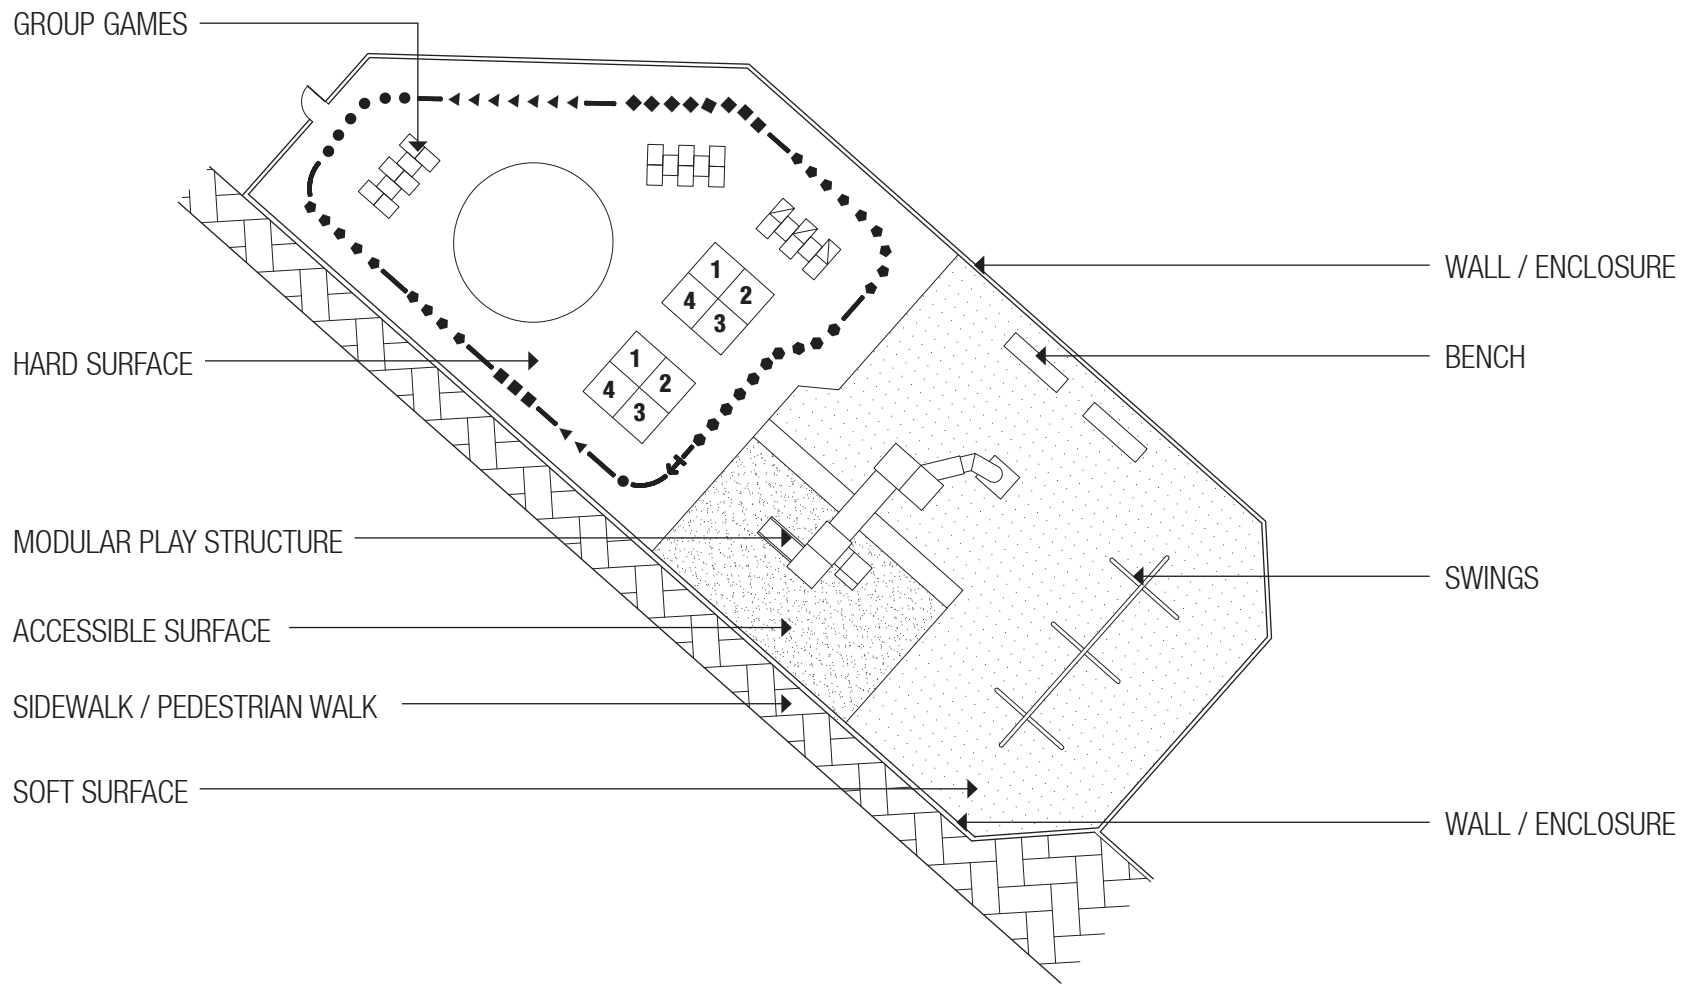 GROUP GAMES
WALL / ENCLOSURE
1
2
4
3
BENCH
HARD SURFACE
1
2
4
3
MODULAR PLAY STRUCTURE
SWINGS
ACCESSIBLE SURFACE
SIDEWALK / PEDESTRIAN WALK
SOFT SURFACE
WALL / ENCLOSURE